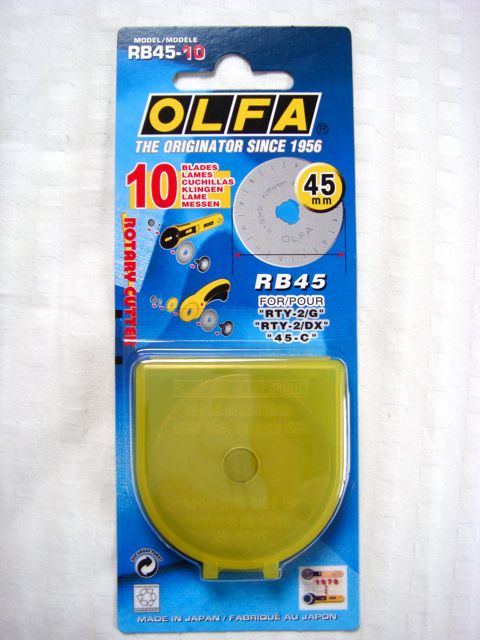 MODEL/MODÈLE
RB45-10
OLFA®
THE ORIGINATOR SINCE 1956
10
BLADES
LAMES
CUCHILLAS
KLINGEN
LAME
MESSEN
45
mm
OLFA
ROTARY CUTTER
RB45
FOR/POUR
"RTY-2/G"
"RTY-2/DX"
"45-C"
1979
MADE IN JAPAN / FABRIQUÉ AU JAPON